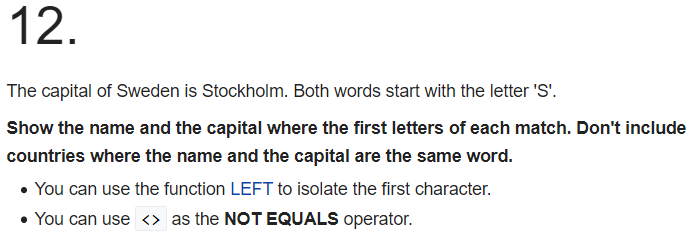 12.
The capital of Sweden is Stockholm. Both words start with the letter 'S'.
Show the name and the capital where the first letters of each match. Don't include
countries where the name and the capital are the same word.
• You can use the function LEFT to isolate the first character.
• You can use <> as the NOT EQUALS operator.